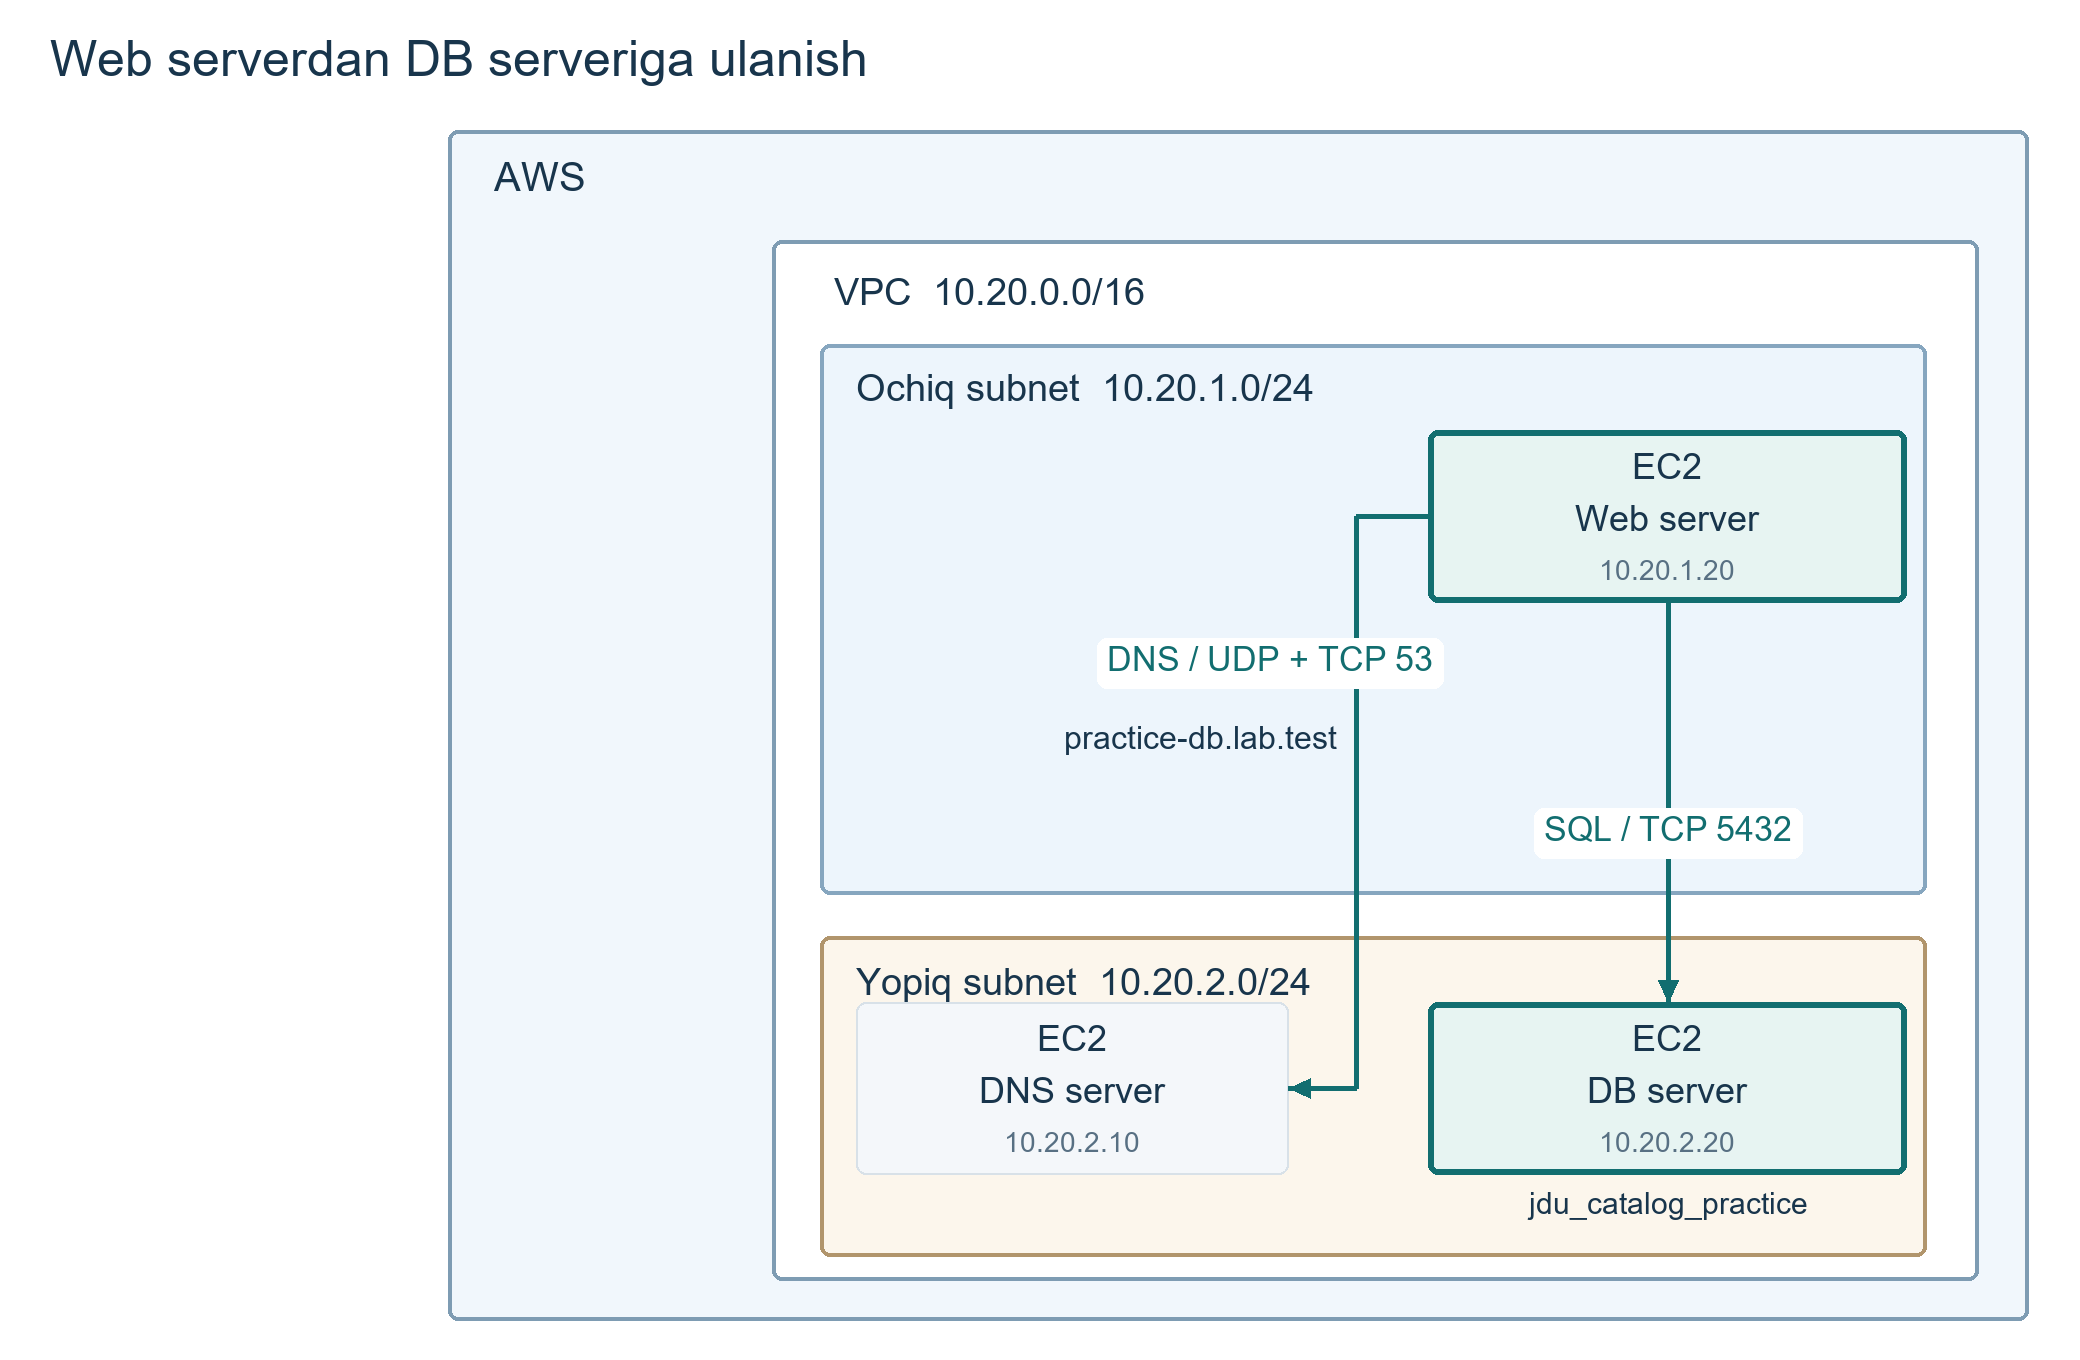 Web serverdan DB serveriga ulanish
AWS
VPC 10.20.0.0/16
Ochiq subnet 10.20.1.0/24
EC2
Web server
10.20.1.20
DNS / UDP + TCP 53
practice-db.lab.test
SQL / TCP 5432
Yopiq subnet 10.20.2.0/24
EC2
DNS server
10.20.2.10
EC2
DB server
10.20.2.20
jdu_catalog_practice